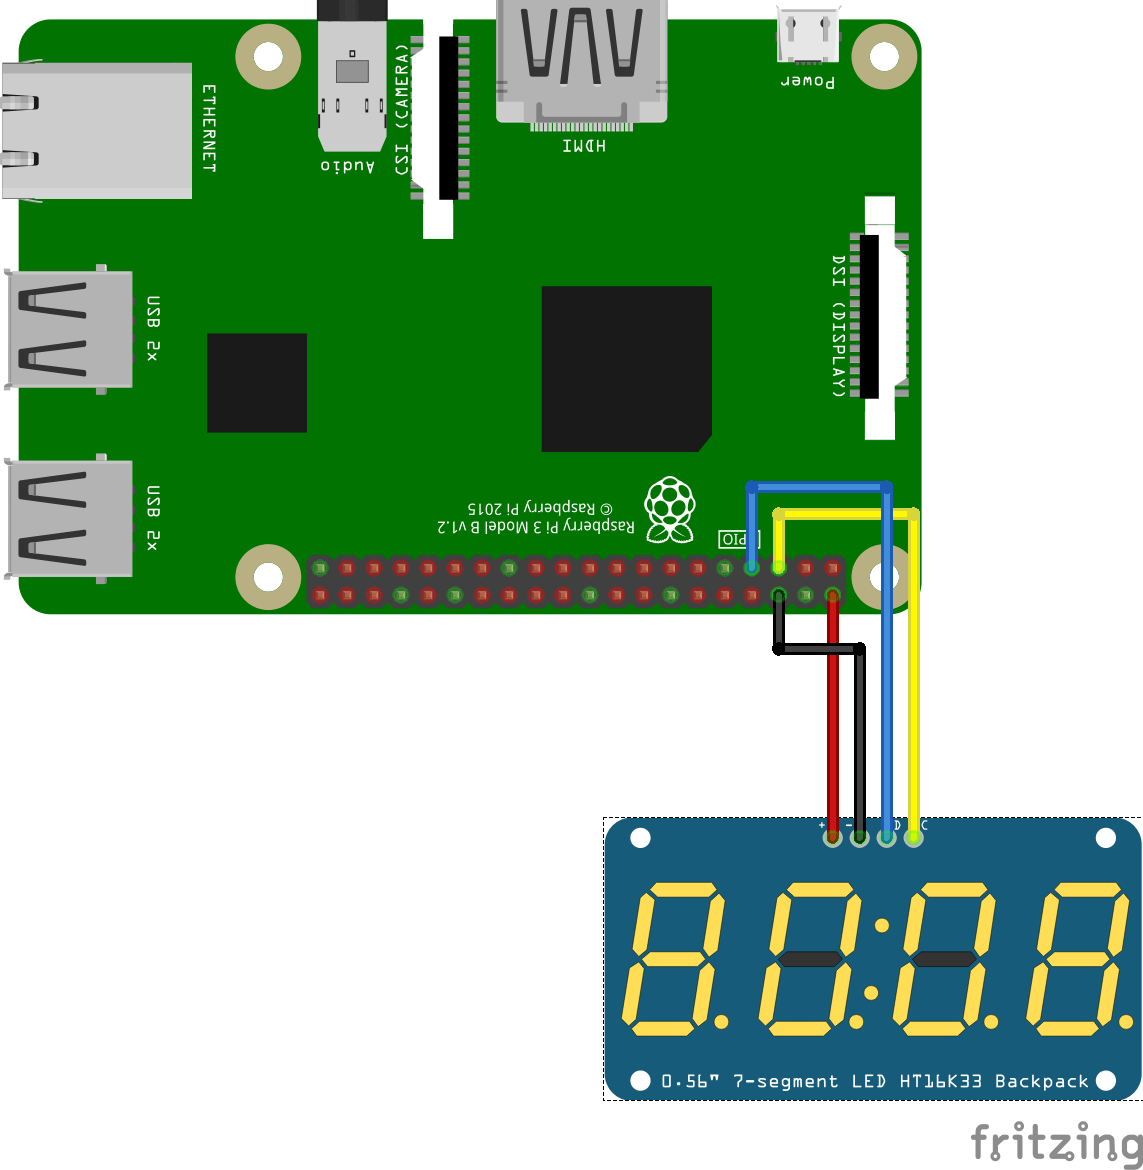 ETHERNET
Audio
CSI (CAMERA)
HDMI
Power
DSI (DISPLAY)
USB 2x
USB 2x
Raspberry Pi 3 Model B v1.2
© Raspberry Pi 2015
GPIO
+ - D C
0.56" 7-segment LED HT16K33 Backpack
fritzing